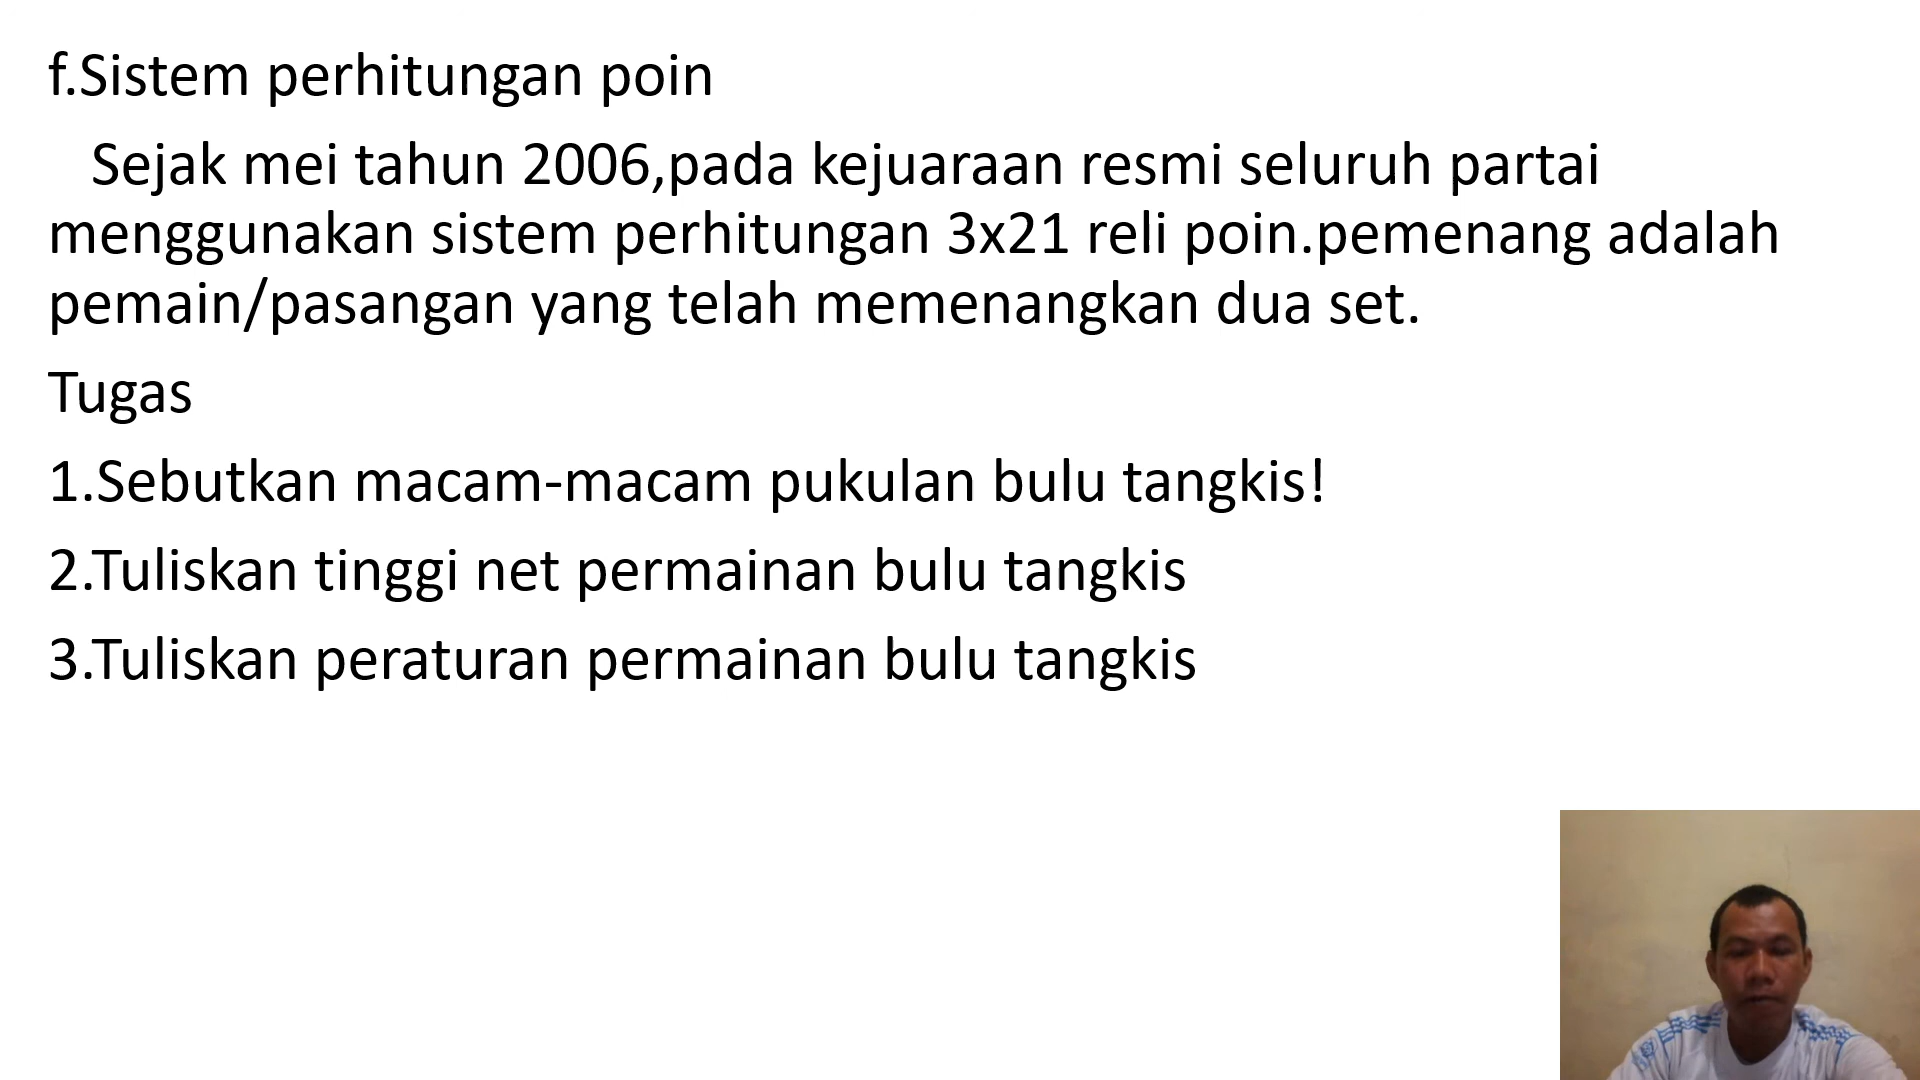 f.Sistem perhitungan poin
Sejak mei tahun 2006,pada kejuaraan resmi seluruh partai
menggunakan sistem perhitungan 3x21 reli poin.pemenang adalah
pemain/pasangan yang telah memenangkan dua set.
Tugas
1.Sebutkan macam-macam pukulan bulu tangkis!
2.Tuliskan tinggi net permainan bulu tangkis
3.Tuliskan peraturan permainan bulu tangkis